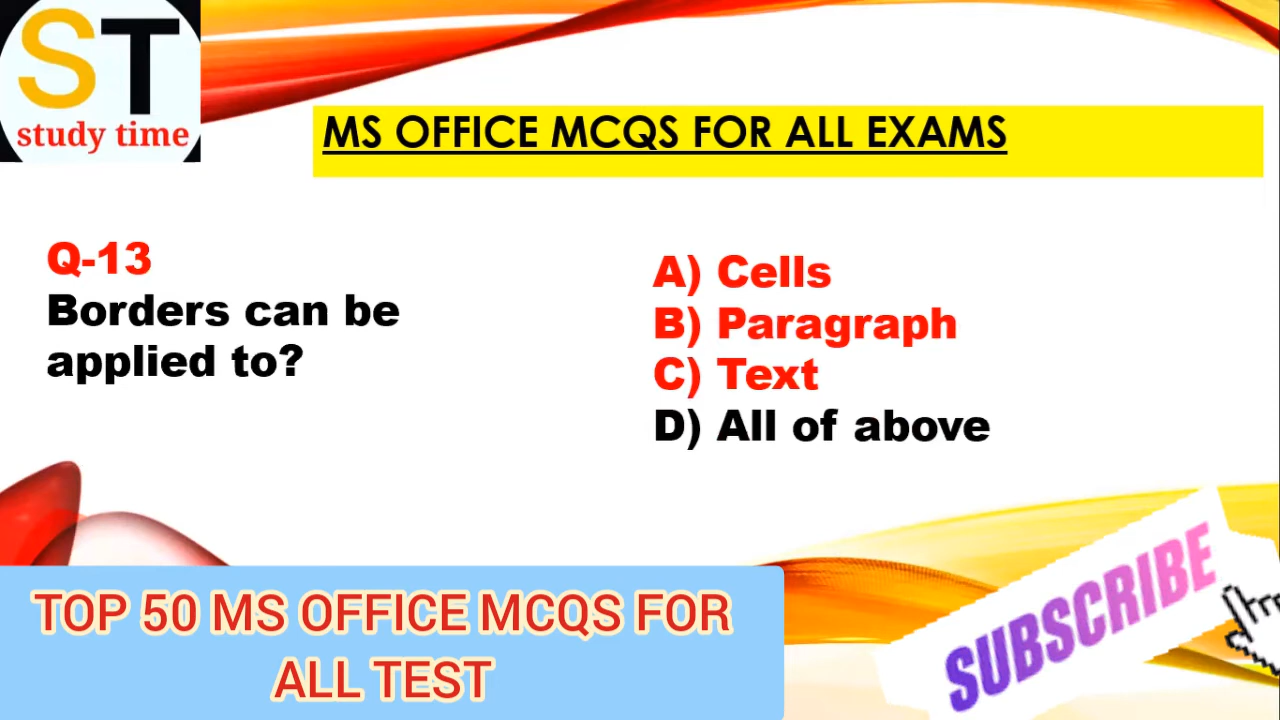 ST
study time
MS OFFICE MCQS FOR ALL EXAMS
Q-13
Borders can be
applied to?
A) Cells
B) Paragraph
C) Text
D) All of above
TOP 50 MS OFFICE MCQS FOR
ALL TEST
SUBSCRIBE